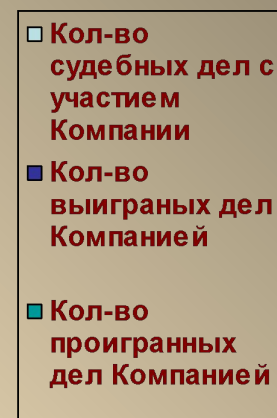 Кол-во
судебных дел с
участием
Компании
Кол-во
выиграных дел
Компанией
Кол-во
проигранных
дел Компанией